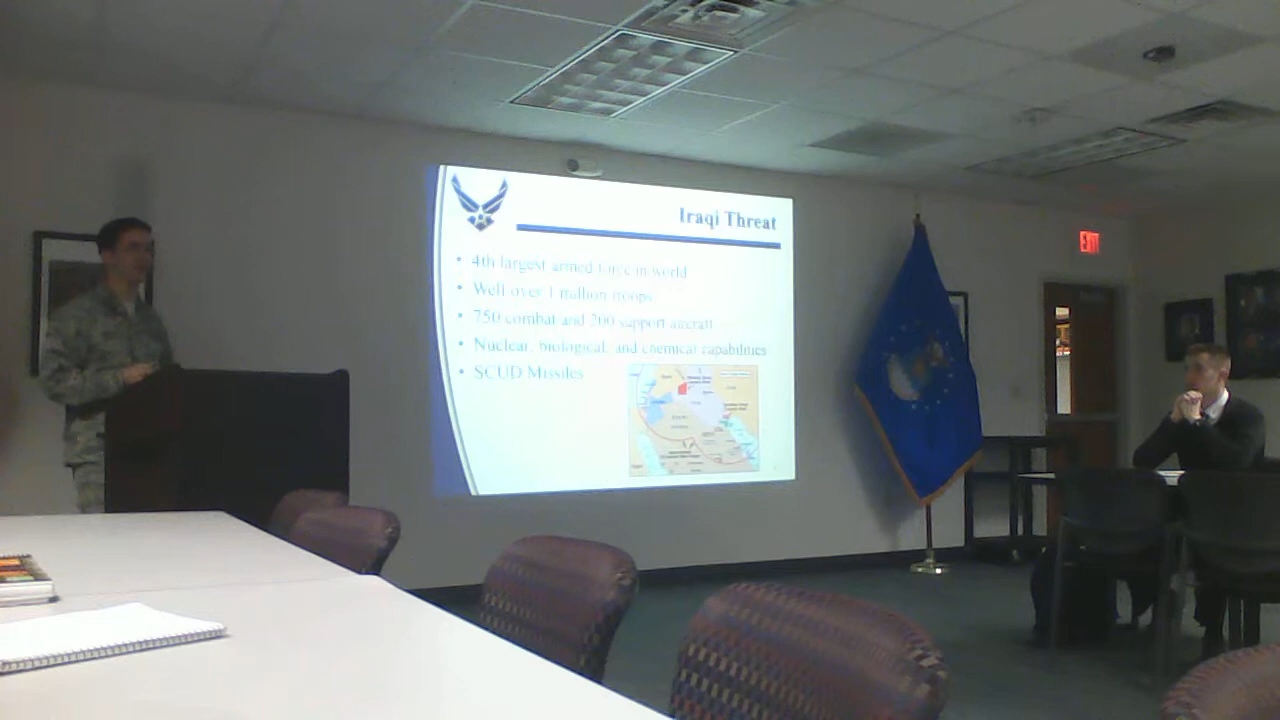 Iraqi Threat
• 4th largest armed force in world
• Well over 1 million troops
• 750 combat and 200 support aircraft
• Nuclear, biological, and chemical capabilities
• SCUD Missiles
EXIT